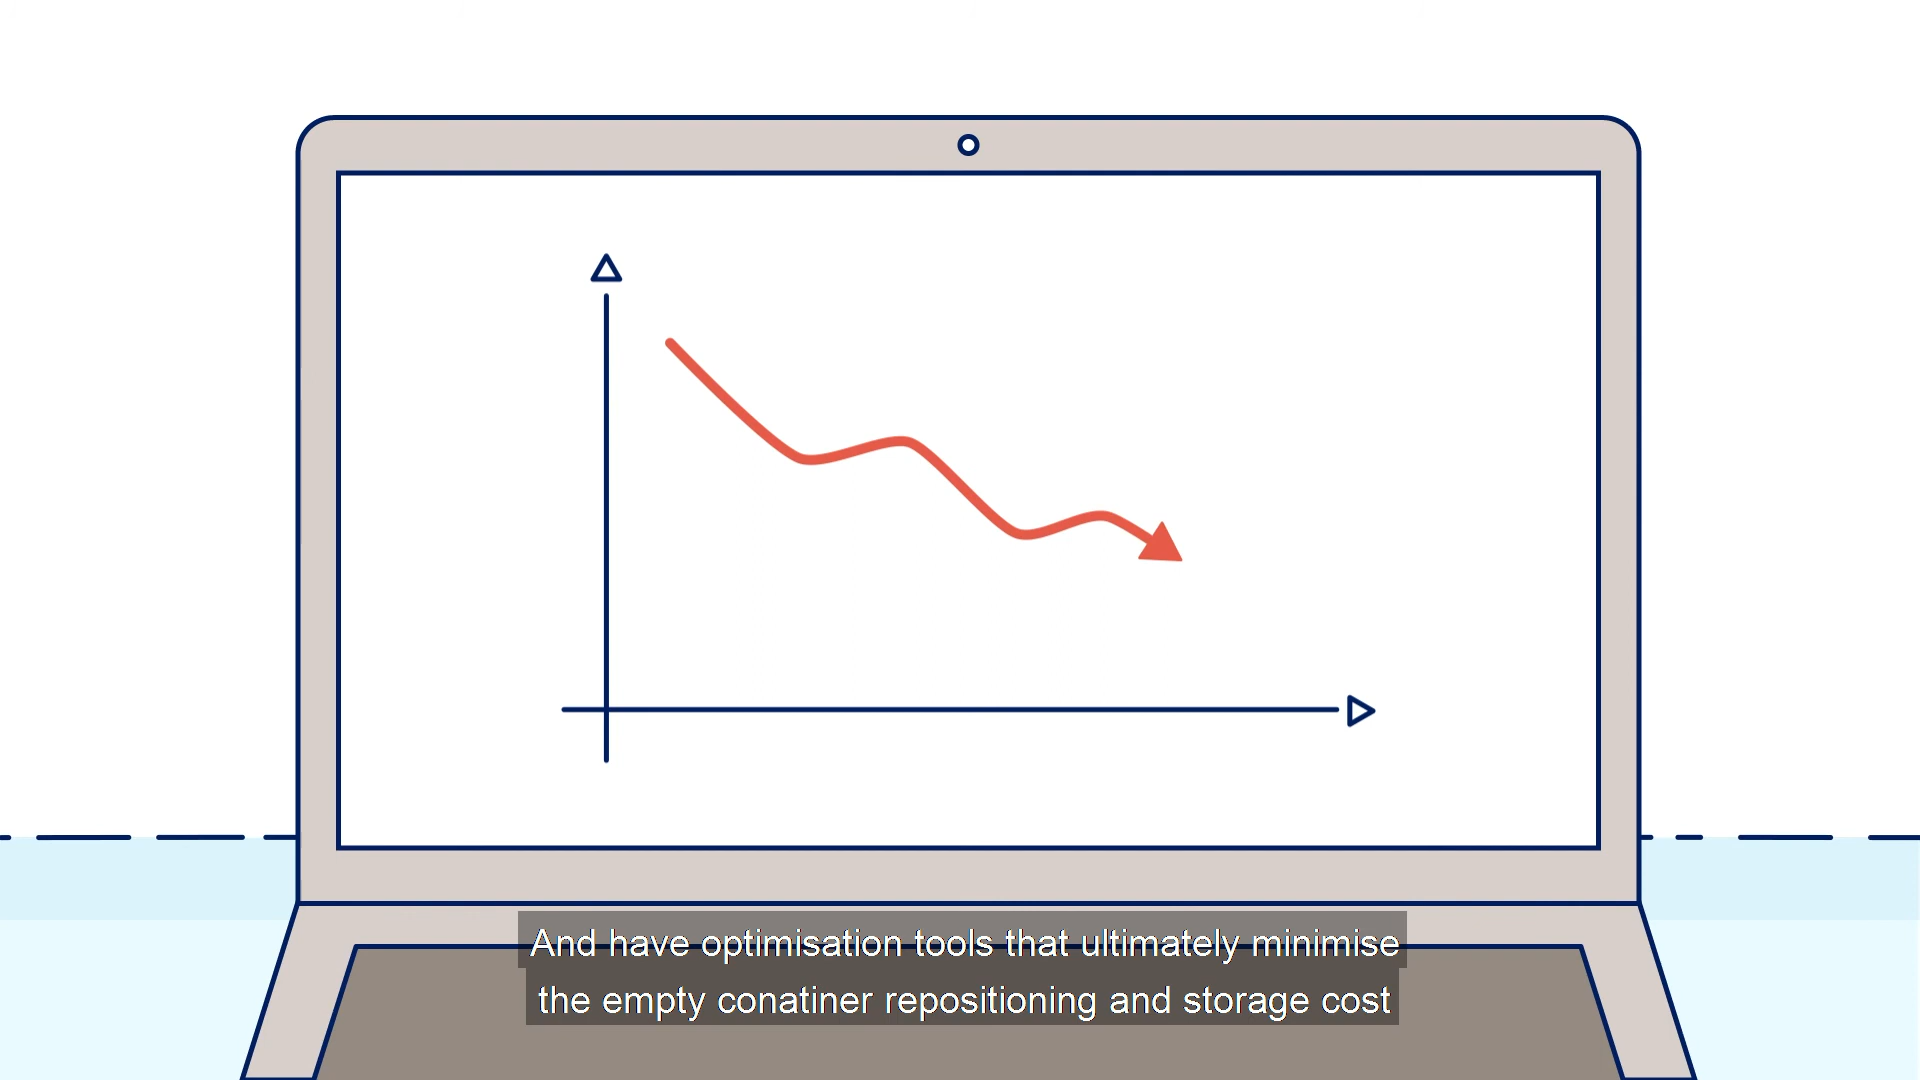 And have optimisation tools that ultimately minimise
the empty conatiner repositioning and storage cost